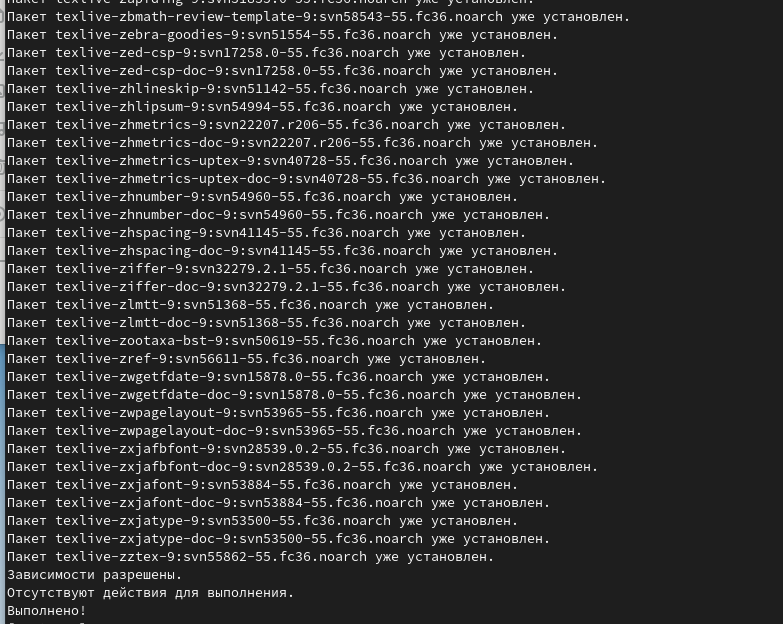 Пакет texlive-zbmath-review-template-9:svn58543-55.fc36.noarch уже установлен.
Пакет texlive-zebra-goodies-9:svn51554-55.fc36.noarch уже установлен.
Пакет texlive-zed-csp-9:svn17258.0-55.fc36.noarch уже установлен.
Пакет texlive-zed-csp-doc-9:svn17258.0-55.fc36.noarch уже установлен.
Пакет texlive-zhlineskip-9:svn51142-55.fc36.noarch уже установлен.
Пакет texlive-zhlipsum-9:svn54994-55.fc36.noarch уже установлен.
Пакет texlive-zhmetrics-9:svn22207.r206-55.fc36.noarch уже установлен.
Пакет texlive-zhmetrics-doc-9:svn22207.r206-55.fc36.noarch уже установлен.
Пакет texlive-zhmetrics-uptex-9:svn40728-55.fc36.noarch уже установлен.
Пакет texlive-zhmetrics-uptex-doc-9:svn40728-55.fc36.noarch уже установлен.
Пакет texlive-zhnumber-9:svn54960-55.fc36.noarch уже установлен.
Пакет texlive-zhnumber-doc-9:svn54960-55.fc36.noarch уже установлен.
Пакет texlive-zhspacing-9:svn41145-55.fc36.noarch уже установлен.
Пакет texlive-zhspacing-doc-9:svn41145-55.fc36.noarch уже установлен.
Пакет texlive-ziffer-9:svn32279.2.1-55.fc36.noarch уже установлен.
Пакет texlive-ziffer-doc-9:svn32279.2.1-55.fc36.noarch уже установлен.
Пакет texlive-zlmtt-9:svn51368-55.fc36.noarch уже установлен.
Пакет texlive-zlmtt-doc-9:svn51368-55.fc36.noarch уже установлен.
Пакет texlive-zootaxa-bst-9:svn50619-55.fc36.noarch уже установлен.
Пакет texlive-zref-9:svn56611-55.fc36.noarch уже установлен.
Пакет texlive-zwgetfdate-9:svn15878.0-55.fc36.noarch уже установлен.
Пакет texlive-zwgetfdate-doc-9:svn15878.0-55.fc36.noarch уже установлен.
Пакет texlive-zwpagelayout-9:svn53965-55.fc36.noarch уже установлен.
Пакет texlive-zwpagelayout-doc-9:svn53965-55.fc36.noarch уже установлен.
Пакет texlive-zxjafbfont-9:svn28539.0.2-55.fc36.noarch уже установлен.
Пакет texlive-zxjafbfont-doc-9:svn28539.0.2-55.fc36.noarch уже установлен.
Пакет texlive-zxjafont-9:svn53884-55.fc36.noarch уже установлен.
Пакет texlive-zxjafont-doc-9:svn53884-55.fc36.noarch уже установлен.
Пакет texlive-zxjatype-9:svn53500-55.fc36.noarch уже установлен.
Пакет texlive-zxjatype-doc-9:svn53500-55.fc36.noarch уже установлен.
Пакет texlive-zztex-9:svn55862-55.fc36.noarch уже установлен.
Зависимости разрешены.
Отсутствуют действия для выполнения.
Выполнено!